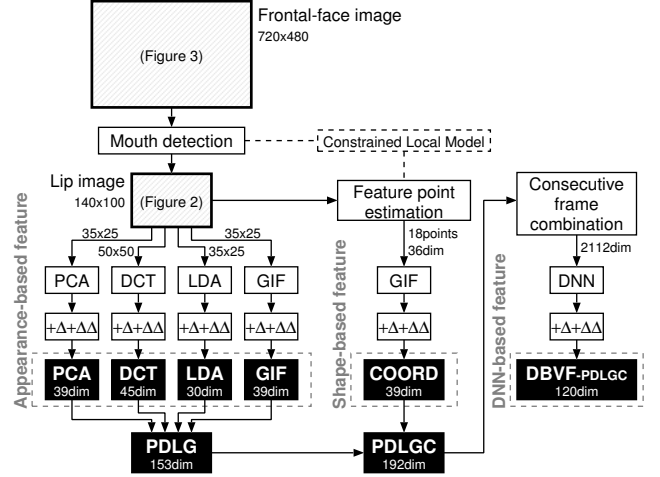 Frontal-face image
720x480
(Figure 3)
Mouth detection
Constrained Local Model
Lip image
140x100
(Figure 2)
Feature point
estimation
Consecutive
frame
combination
35x25
50x50
35x25
35x25
18points
36dim
2112dim
Appearance-based feature
PCA
DCT
LDA
GIF
Shape-based feature
GIF
DNN-based feature
DNN
+Δ+ΔΔ
+Δ+ΔΔ
+Δ+ΔΔ
+Δ+ΔΔ
+Δ+ΔΔ
+Δ+ΔΔ
PCA
39dim
DCT
45dim
LDA
30dim
GIF
39dim
COORD
39dim
DBVF-PDLGC
120dim
PDLG
153dim
PDLGC
192dim